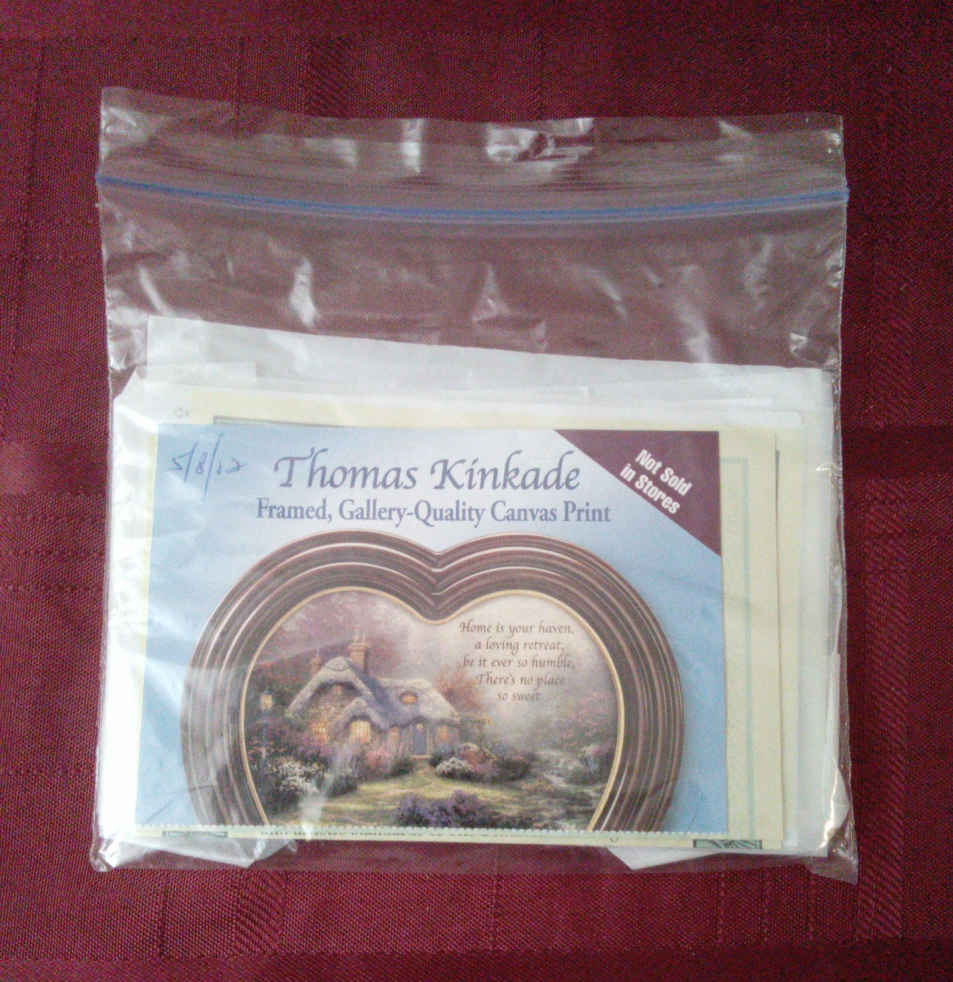 5/8/12
Thomas Kinkade
Framed, Gallery-Quality Canvas Print
Not Sold
in Stores
Home is your haven,
a loving retreat,
be it ever so humble,
There's no place
so sweet